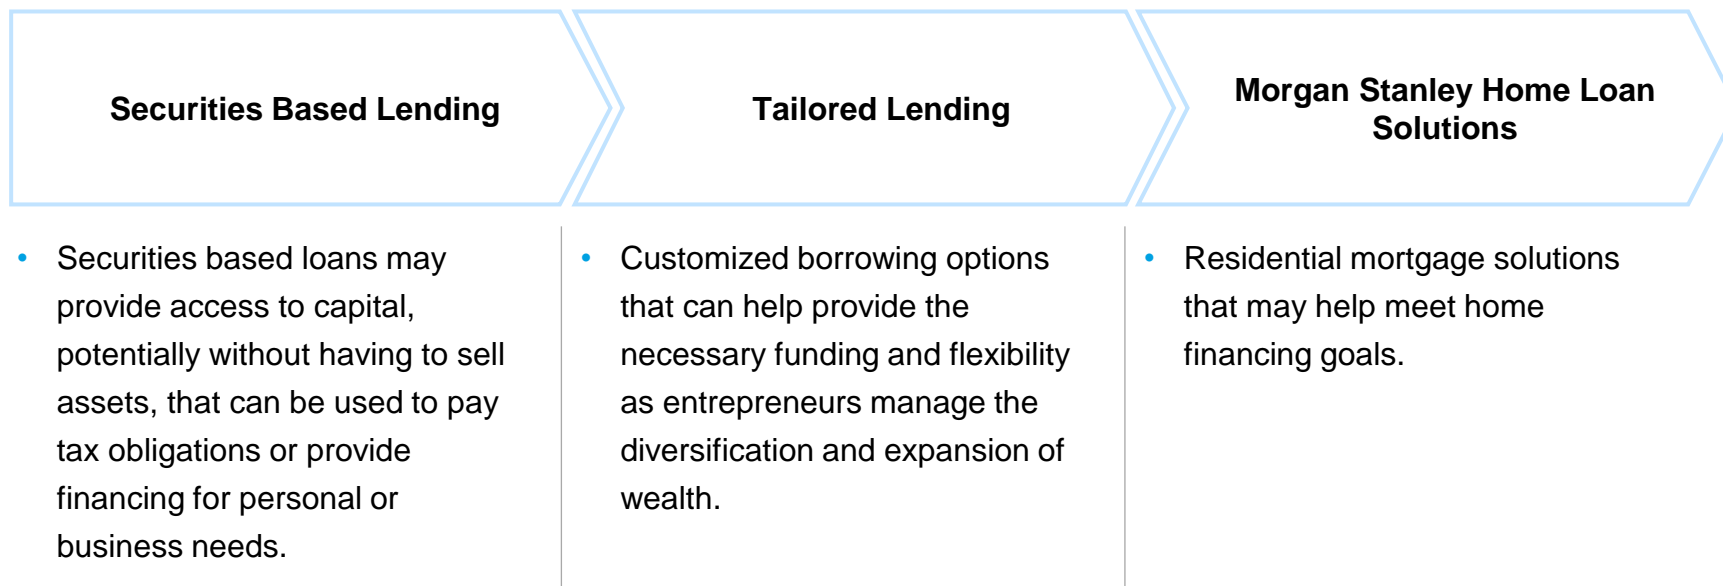 Securities Based Lending
Tailored Lending
Morgan Stanley Home Loan
Solutions
• Securities based loans may
provide access to capital,
potentially without having to sell
assets, that can be used to pay
tax obligations or provide
financing for personal or
business needs.
• Customized borrowing options
that can help provide the
necessary funding and flexibility
as entrepreneurs manage the
diversification and expansion of
wealth.
• Residential mortgage solutions
that may help meet home
financing goals.